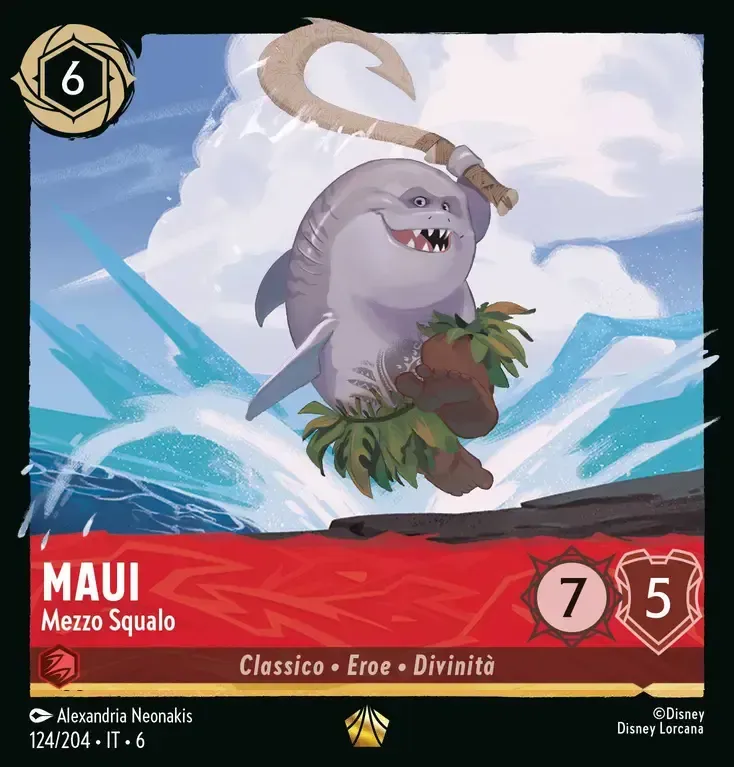 6
MAUI
Mezzo Squalo
7
5
Classico • Eroe • Divinità
Alexandria Neonakis
124/204 • IT • 6
©Disney
Disney Lorcana